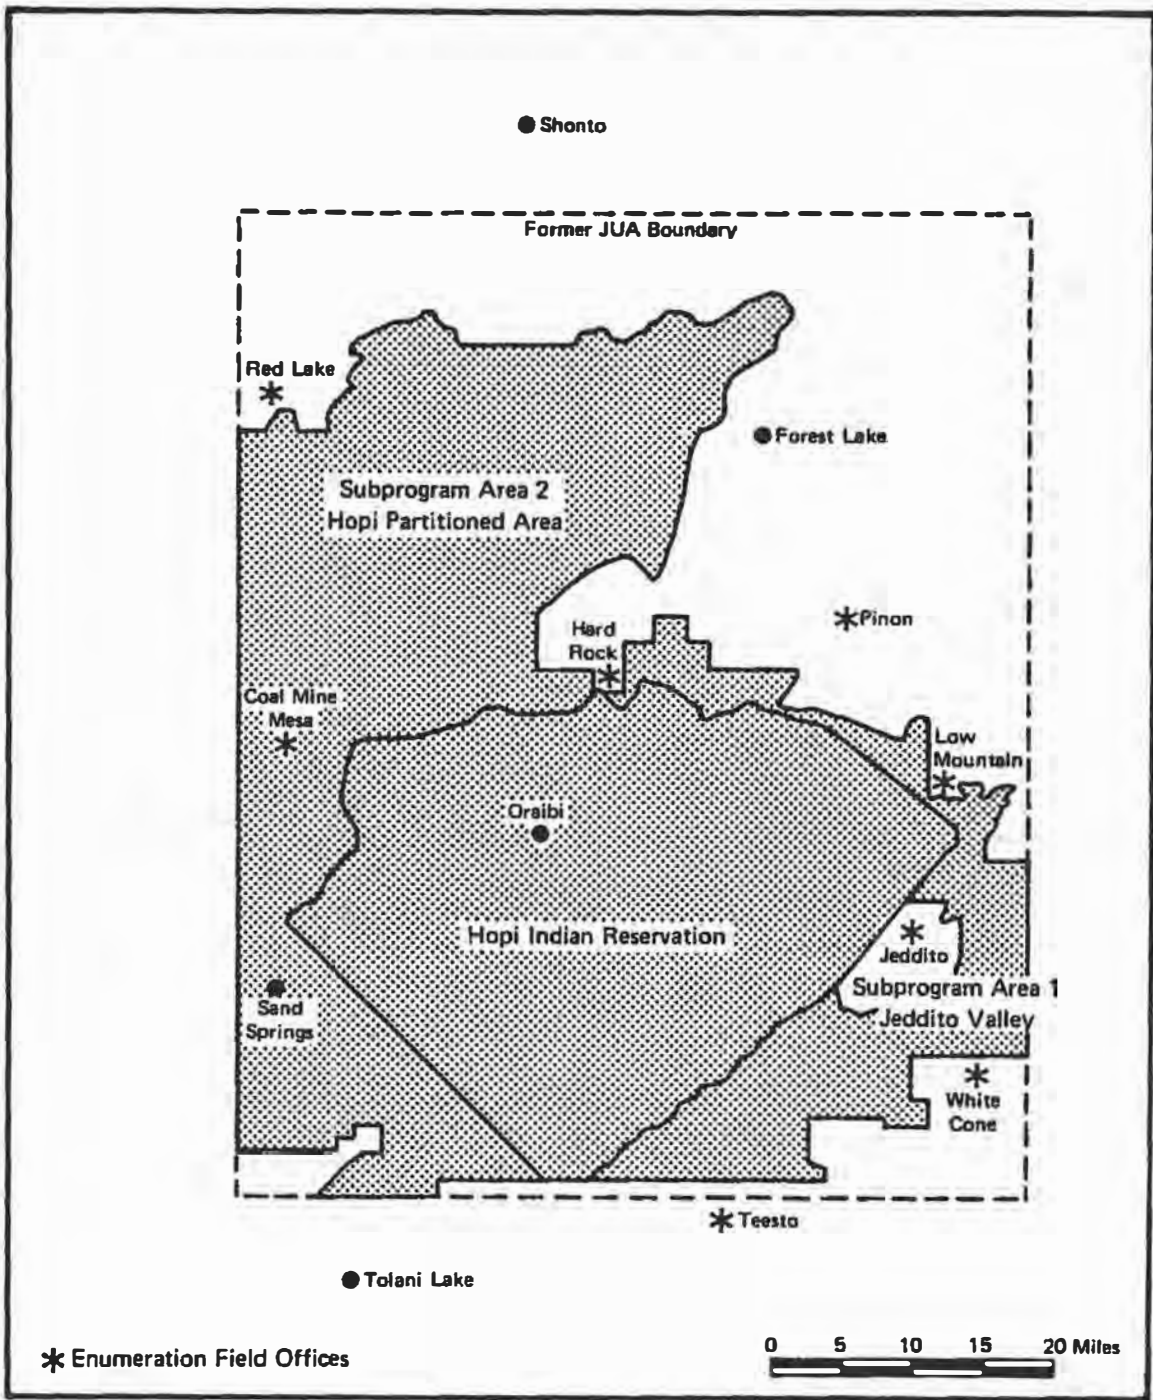 Shonto
Former JUA Boundary
Red Lake
Forest Lake
Subprogram Area 2
Hopi Partitioned Area
Pinon
Hard
Rock
Coal Mine
Mesa
Low
Mountain
Oraibi
Hopi Indian Reservation
Jeddito
Subprogram Area 1
Jeddito Valley
Sand
Springs
White
Cone
Teesto
Tolani Lake
Enumeration Field Offices
0 5 10 15 20 Miles